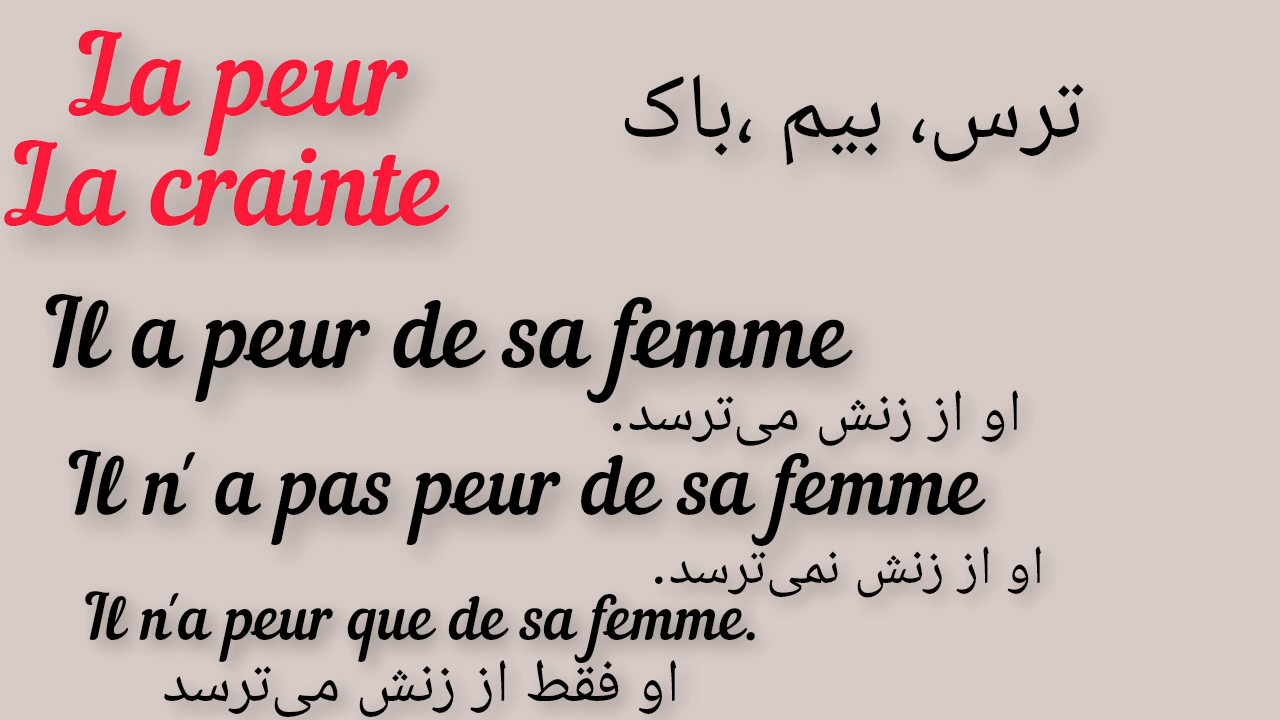 La peur
La crainte
ترس، بیم ،باک
Il a peur de sa femme
او از زنش می‌ترسد.
Il n' a pas peur de sa femme
او از زنش نمی‌ترسد.
Il n'a peur que de sa femme.
او فقط از زنش می‌ترسد